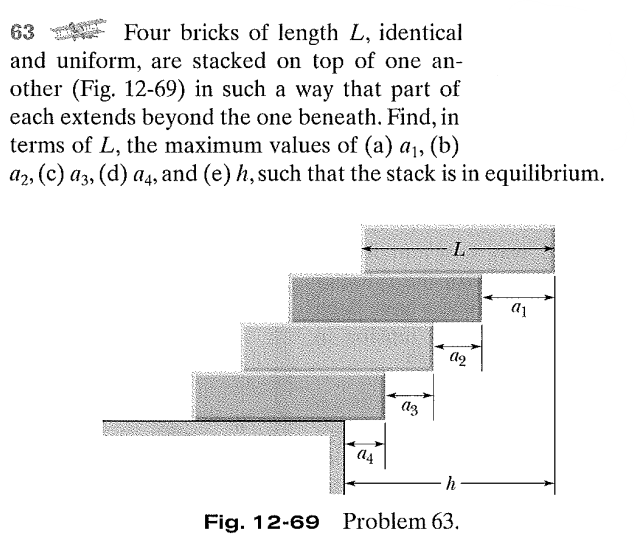 63 Four bricks of length L, identical
and uniform, are stacked on top of one an-
other (Fig. 12-69) in such a way that part of
each extends beyond the one beneath. Find, in
terms of L, the maximum values of (a) a₁, (b)
a₂, (c) a₃, (d) a₄, and (e) h, such that the stack is in equilibrium.
L
a₁
a₂
a₃
a₄
h
Fig. 12-69 Problem 63.